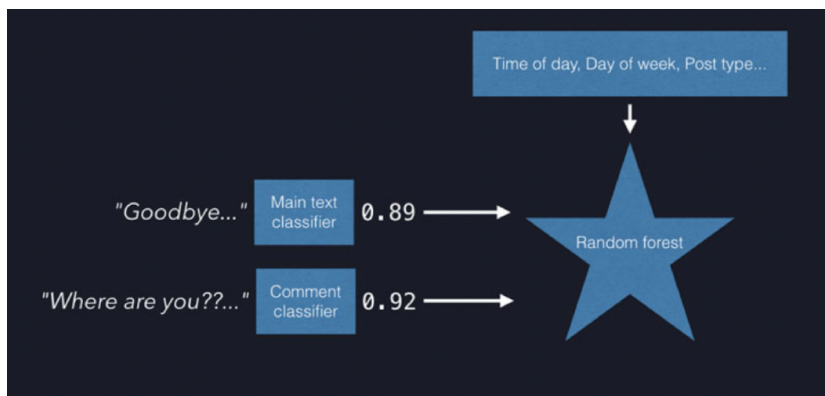 Time of day, Day of week, Post type...
"Goodbye..."
Main text
classifier
0.89
Random forest
"Where are you??..."
Comment
classifier
0.92